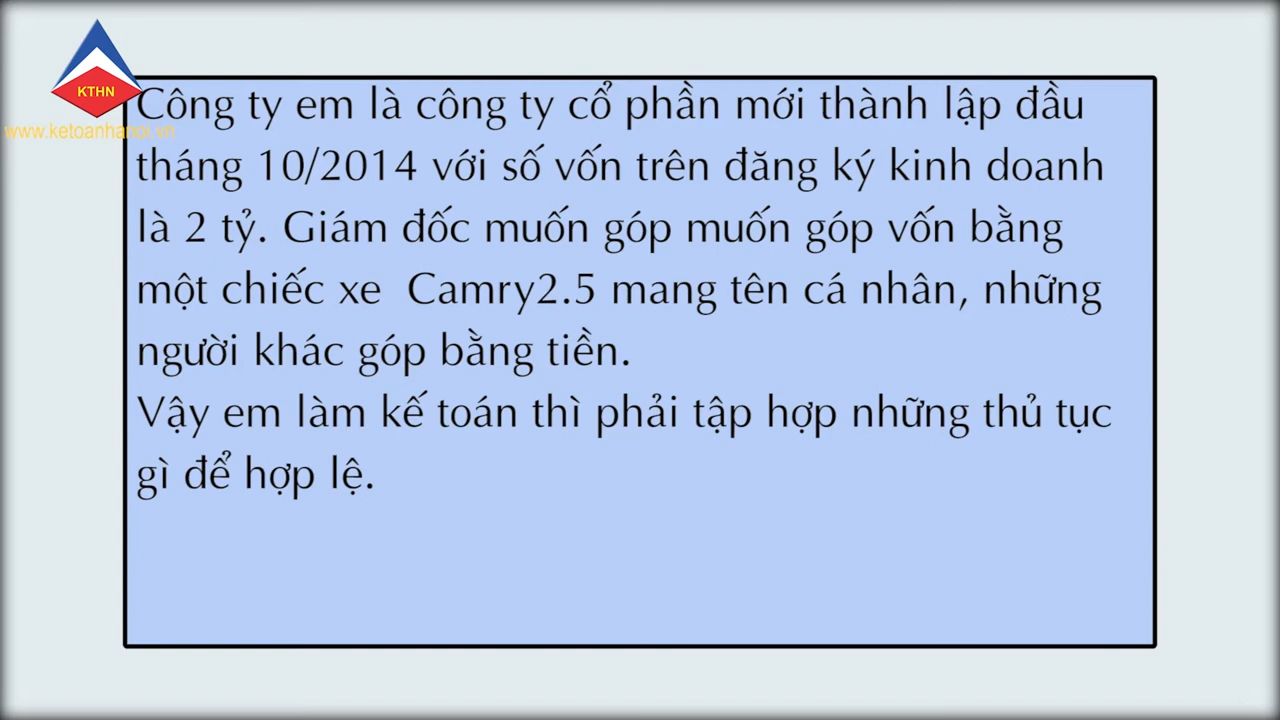 KTHN
www.ketoanhanoi.vn
Công ty em là công ty cổ phần mới thành lập đầu
tháng 10/2014 với số vốn trên đăng ký kinh doanh
là 2 tỷ. Giám đốc muốn góp muốn góp vốn bằng
một chiếc xe Camry2.5 mang tên cá nhân, những
người khác góp bằng tiền.
Vậy em làm kế toán thì phải tập hợp những thủ tục
gì để hợp lệ.